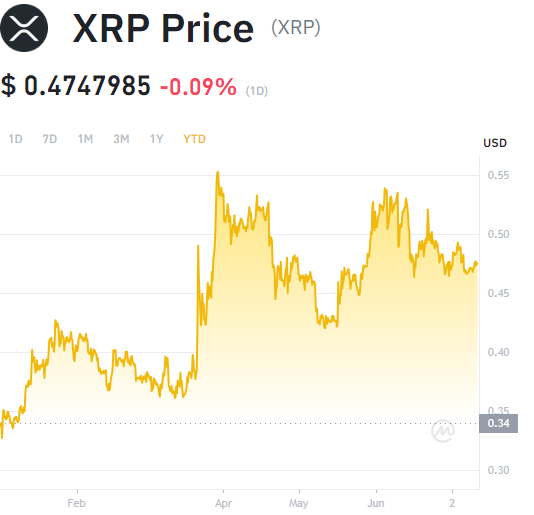 XRP Price (XRP)
$ 0.4747985 -0.09% (1D)
1D 7D 1M 3M 1Y YTD
USD
0.55
0.50
0.45
0.40
0.35
0.34
0.30
Feb Apr May Jun 2